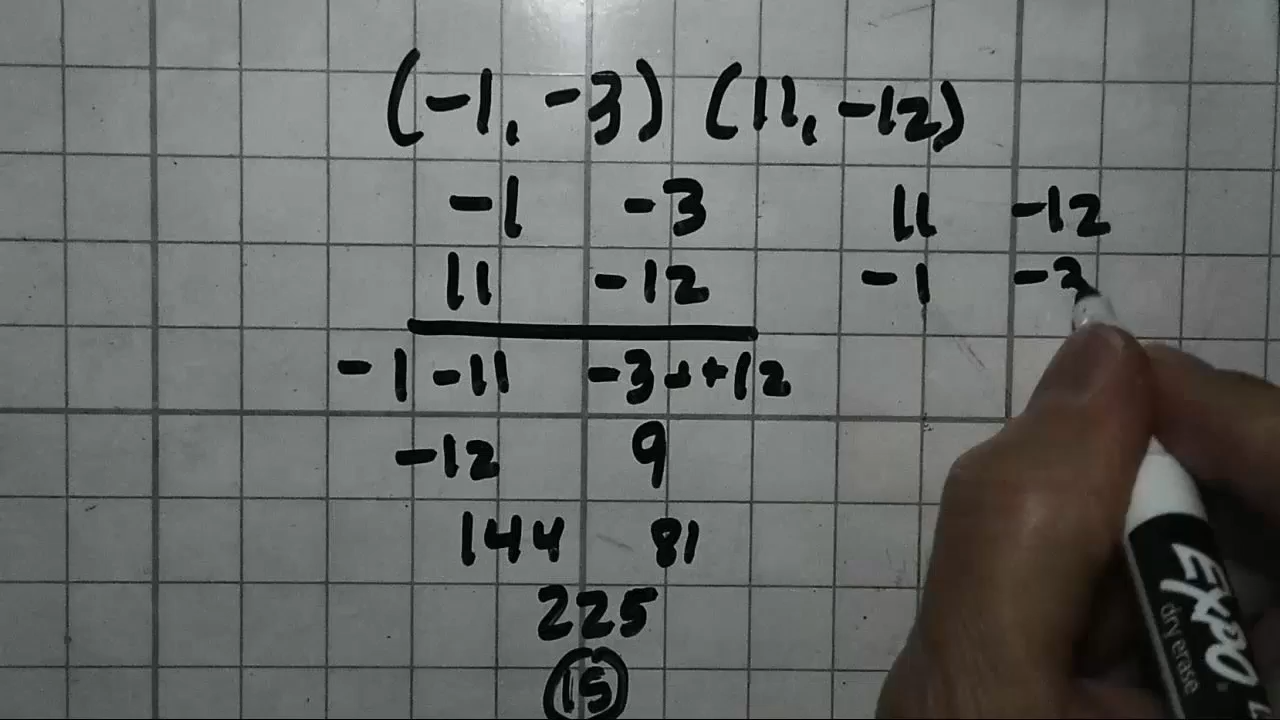 (-1, -3) (11, -12)
-1 -3 11 -12
11 -12 -1 -3
-1 -11 -3 - + 12
-12 9
144 81
225
15
EXPO
dry erase